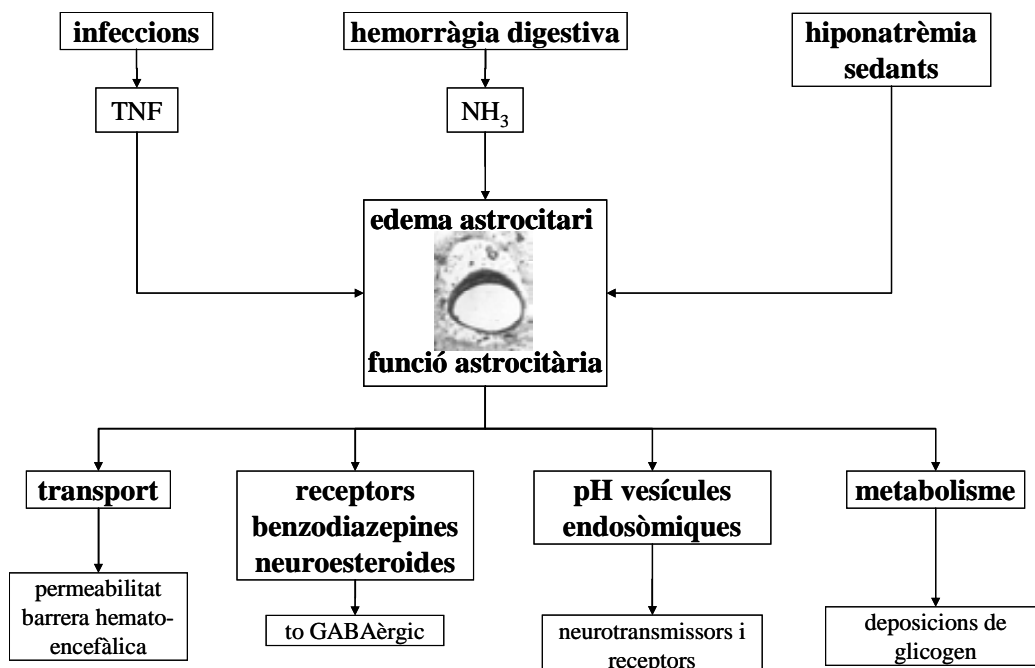 infeccions
hemorràgia digestiva
hiponatrèmia
sedants
TNF
NH₃
edema astrocitari
funció astrocitària
transport
receptors
benzodiazepines
neuroesteroides
pH vesícules
endosòmiques
metabolisme
permeabilitat
barrera hemato-
encefàlica
to GABAèrgic
neurotransmissors i
receptors
deposicions de
glicogen